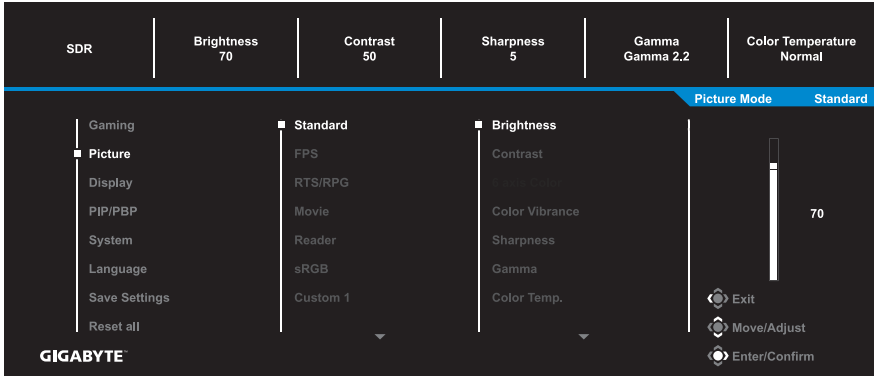 SDR
Brightness
70
Contrast
50
Sharpness
5
Gamma
Gamma 2.2
Color Temperature
Normal
Picture Mode Standard
Gaming
Picture
Display
PIP/PBP
System
Language
Save Settings
Reset all
Standard
FPS
RTS/RPG
Movie
Reader
sRGB
Custom 1
Brightness
Contrast
Color
Color Vibrance
Sharpness
Gamma
Color Temp.
70
Exit
Move/Adjust
Enter/Confirm
GIGABYTE™